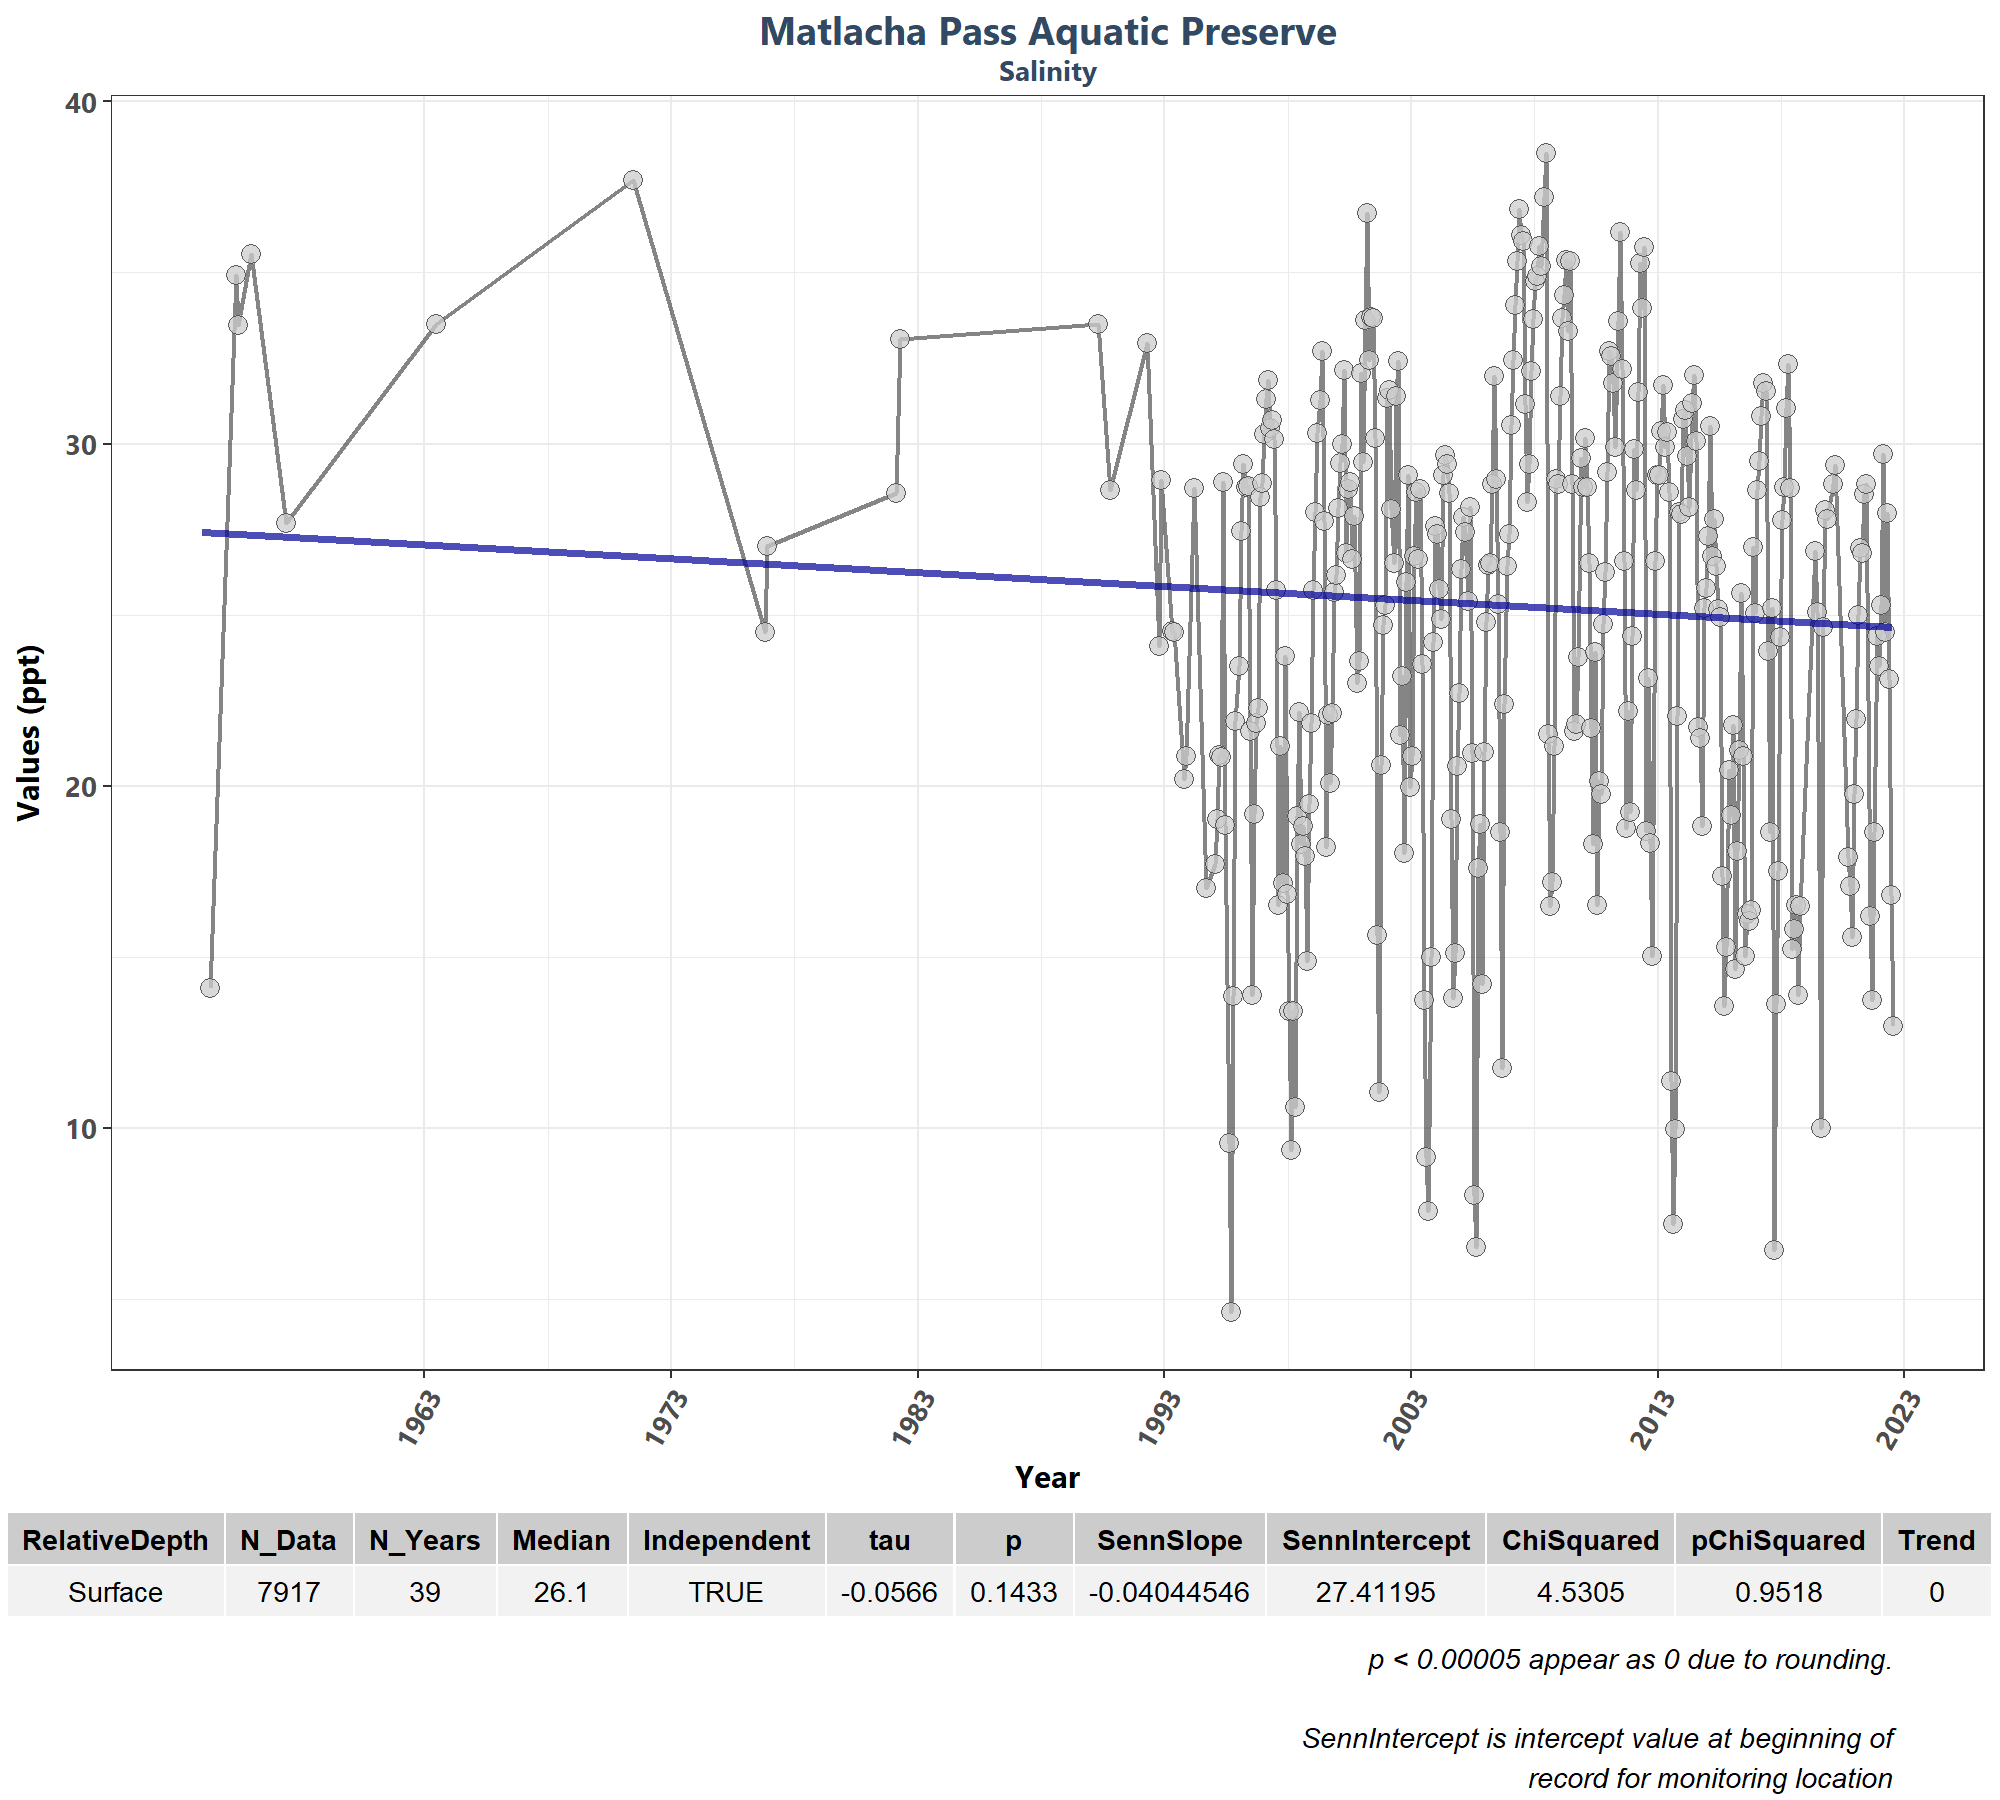 Matlacha Pass Aquatic Preserve
Salinity
40
30
20
10
Values (ppt)
1963 1973 1983 1993 2003 2013 2023
Year
RelativeDepth N_Data N_Years Median Independent tau p SennSlope SennIntercept ChiSquared pChiSquared Trend
Surface 7917 39 26.1 TRUE -0.0566 0.1433 -0.04044546 27.41195 4.5305 0.9518 0
p < 0.00005 appear as 0 due to rounding.
SennIntercept is intercept value at beginning of
record for monitoring location